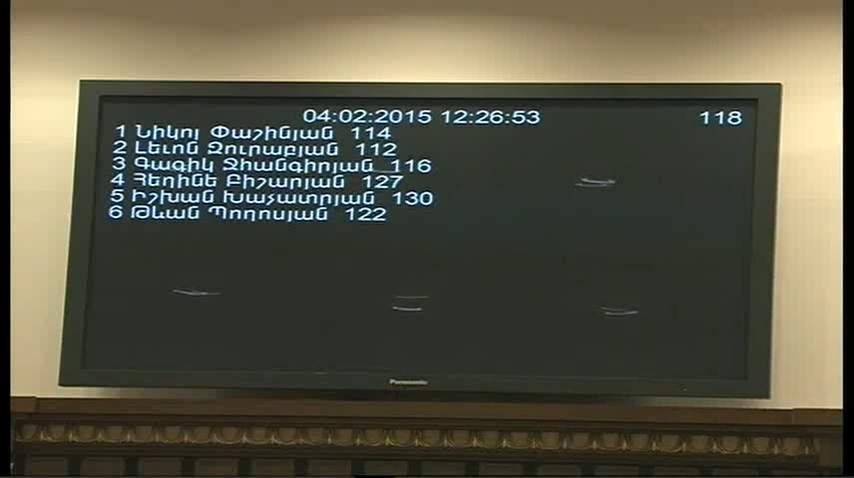 04:02:2015 12:26:53 118
1 Նիկոլ Փաշինյան 114
2 Լեւոն Զուրաբյան 112
3 Գագիկ Ջհանգիրյան 116
4 Հեղինե Բիշարյան 127
5 Իշխան Խաչատրյան 130
6 Թևան Պողոսյան 122
Panasonic